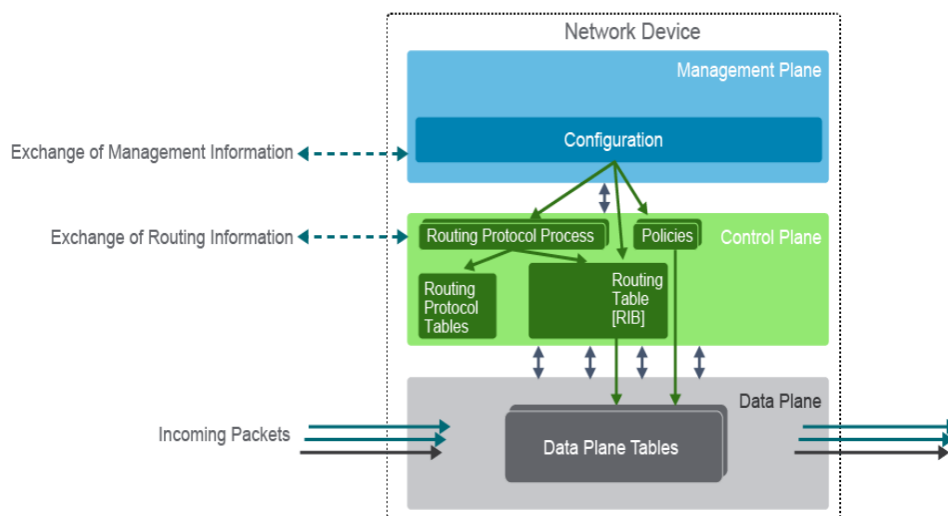 Network Device
Management Plane
Configuration
Exchange of Management Information
Exchange of Routing Information
Routing Protocol Process
Policies
Control Plane
Routing
Protocol
Tables
Routing
Table
[RIB]
Data Plane
Incoming Packets
Data Plane Tables